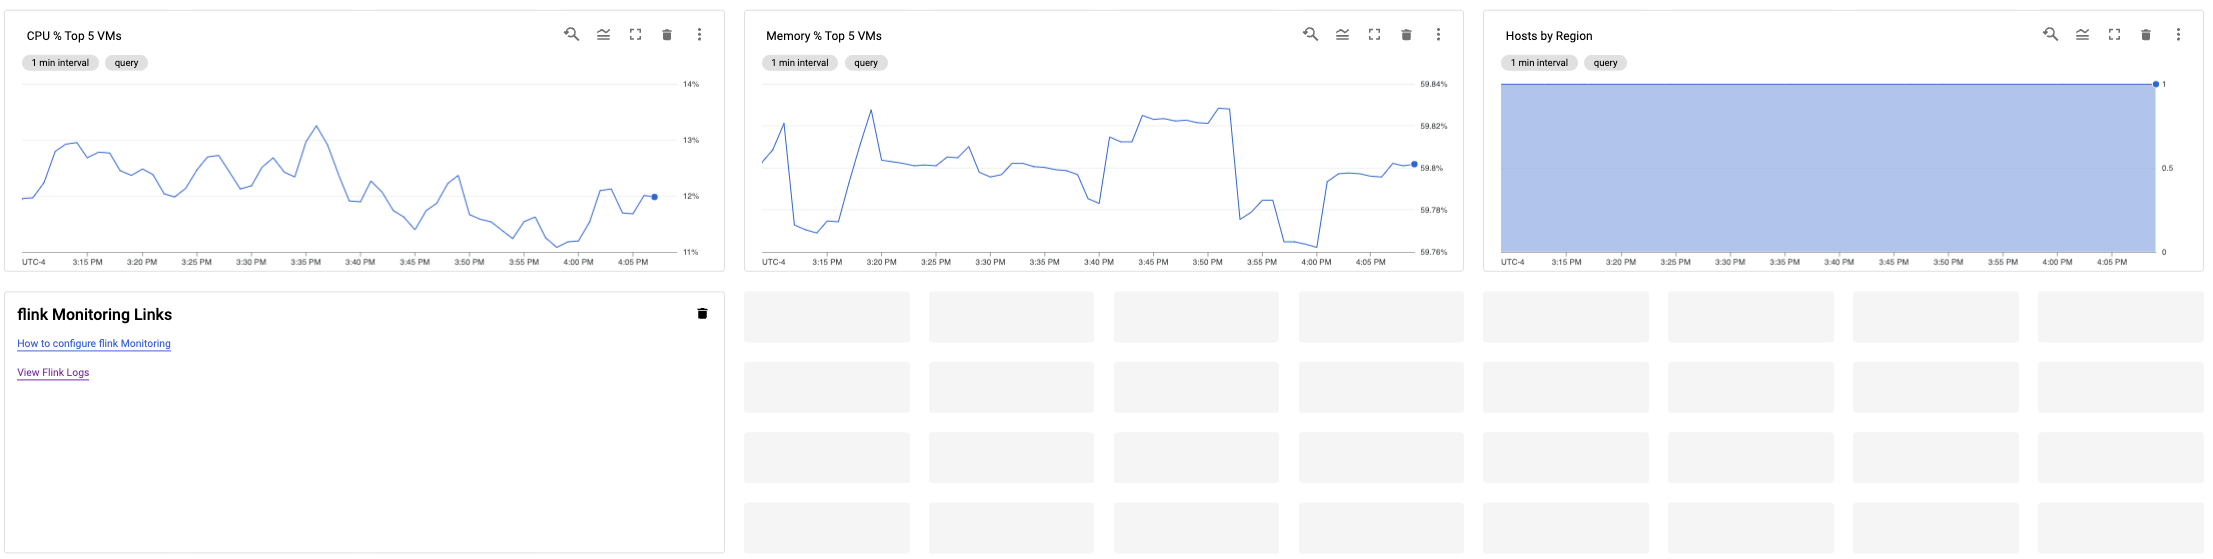 CPU % Top 5 VMs
1 min interval query
14%
13%
12%
11%
UTC-4 3:15 PM 3:20 PM 3:25 PM 3:30 PM 3:35 PM 3:40 PM 3:45 PM 3:50 PM 3:55 PM 4:00 PM 4:05 PM
Memory % Top 5 VMs
1 min interval query
59.84%
59.82%
59.8%
59.78%
59.76%
UTC-4 3:15 PM 3:20 PM 3:25 PM 3:30 PM 3:35 PM 3:40 PM 3:45 PM 3:50 PM 3:55 PM 4:00 PM 4:05 PM
Hosts by Region
1 min interval query
1
0.5
0
UTC-4 3:15 PM 3:20 PM 3:25 PM 3:30 PM 3:35 PM 3:40 PM 3:45 PM 3:50 PM 3:55 PM 4:00 PM 4:05 PM
flink Monitoring Links
How to configure flink Monitoring
View Flink Logs